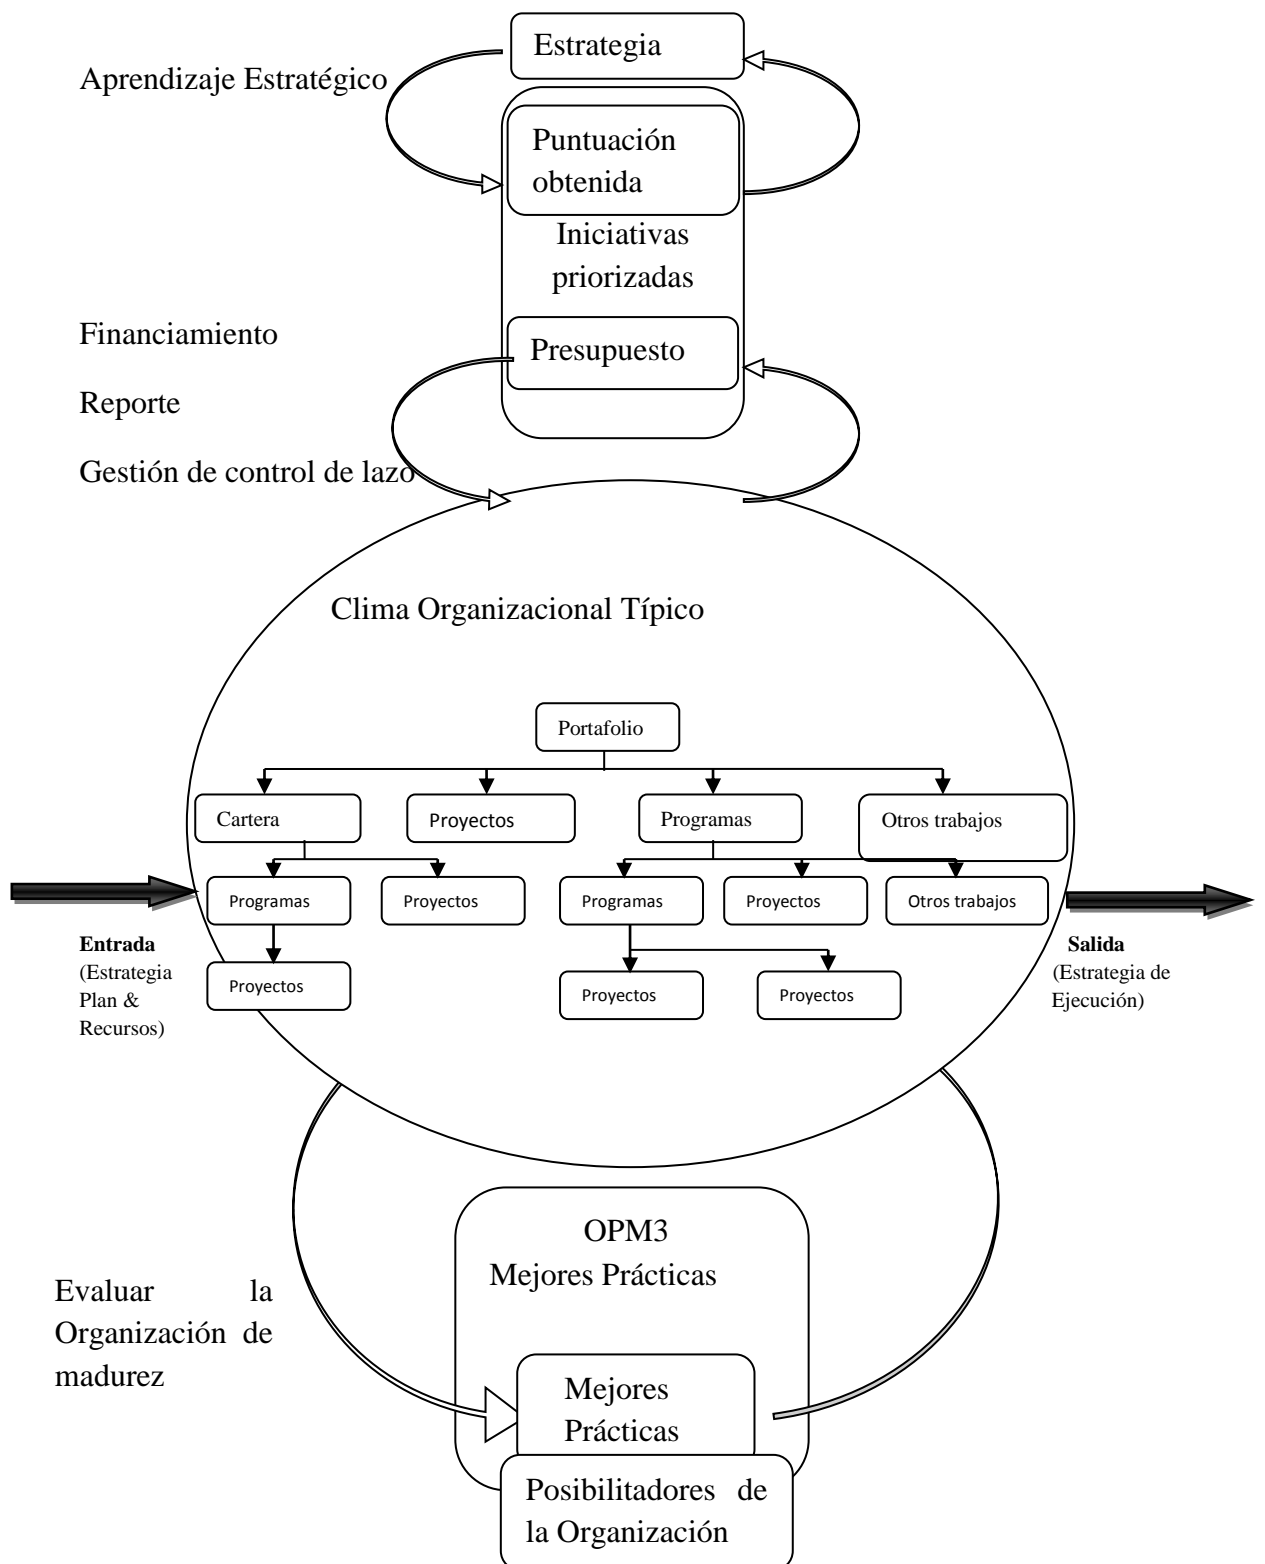 Estrategia
Aprendizaje Estratégico
Puntuación
obtenida
Iniciativas
priorizadas
Financiamiento
Presupuesto
Reporte
Gestión de control de lazo
Clima Organizacional Típico
Portafolio
Cartera
Proyectos
Programas
Otros trabajos
Programas
Proyectos
Programas
Proyectos
Otros trabajos
Entrada
(Estrategia
Plan &
Recursos)
Salida
(Estrategia de
Ejecución)
Proyectos
Proyectos
Proyectos
OPM3
Mejores Prácticas
Evaluar la
Organización de
madurez
Mejores
Prácticas
Posibilitadores de
la Organización